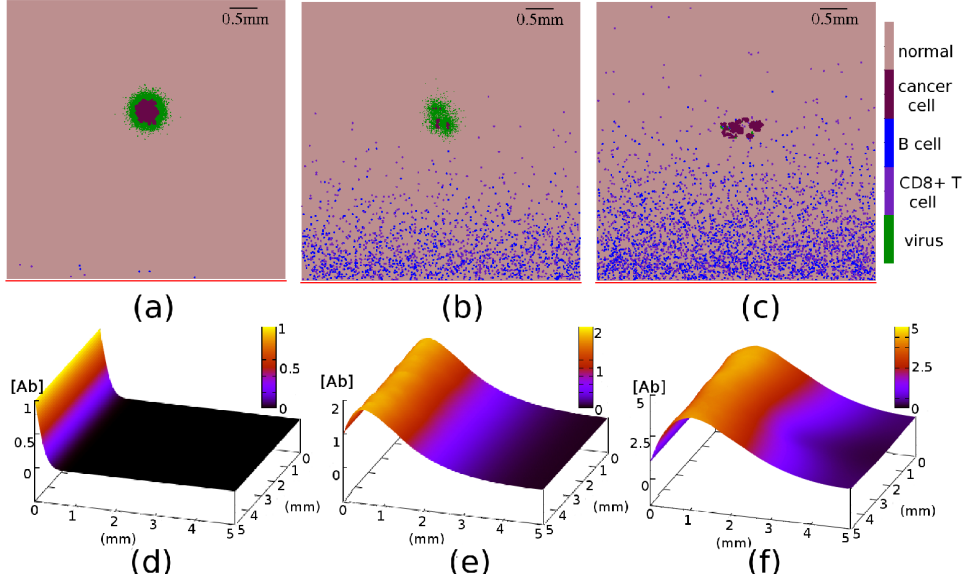 0.5mm 0.5mm 0.5mm
normal
cancer
cell
B cell
CD8+ T
cell
virus
(a) (b) (c)
[Ab] 1 0.5 0
1
0.5
0
0 1 2 3 4 5
(mm)
0 1 2 3 4 5
(mm)
(d)
[Ab] 2 1 0
2
1
0
0 1 2 3 4 5
(mm)
0 1 2 3 4 5
(mm)
(e)
[Ab] 5 2.5 0
5
2.5
0
0 1 2 3 4 5
(mm)
0 1 2 3 4 5
(mm)
(f)